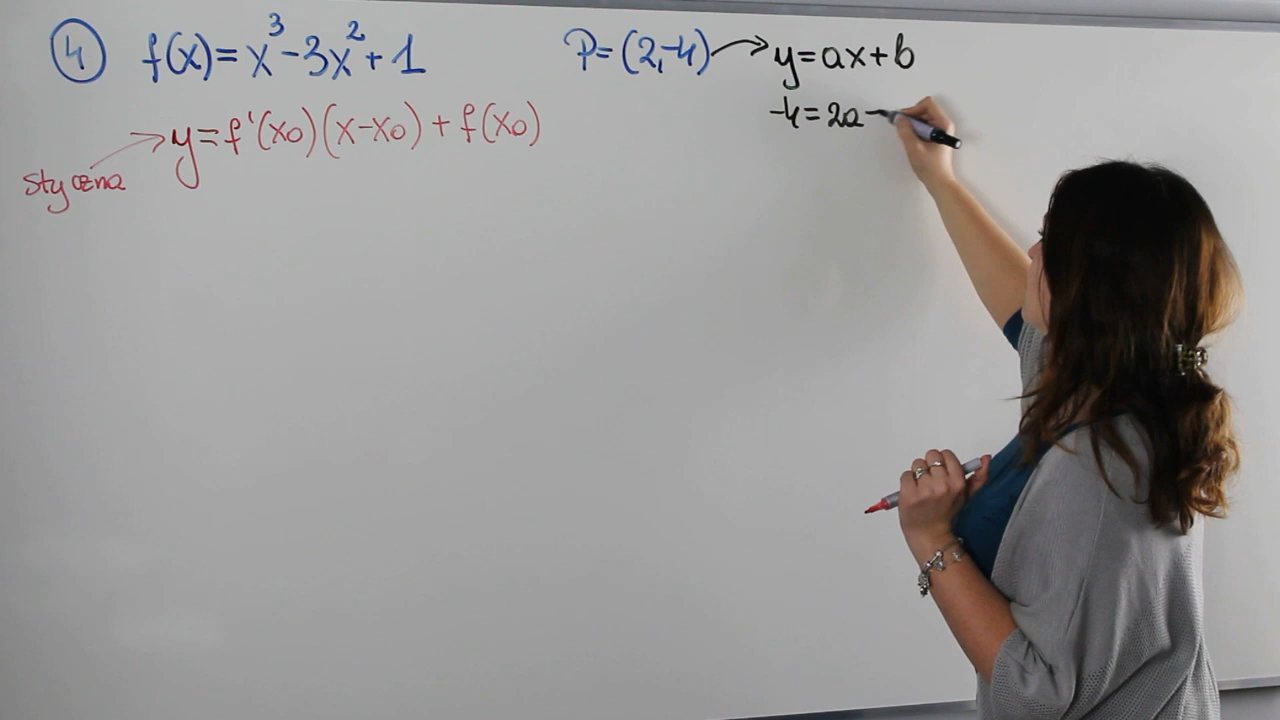 4 f(x)=x³-3x²+1 P=(2,-4) → y=ax+b
-4=2a-
→ y=f'(x₀)(x-x₀)+f(x₀)
styczna